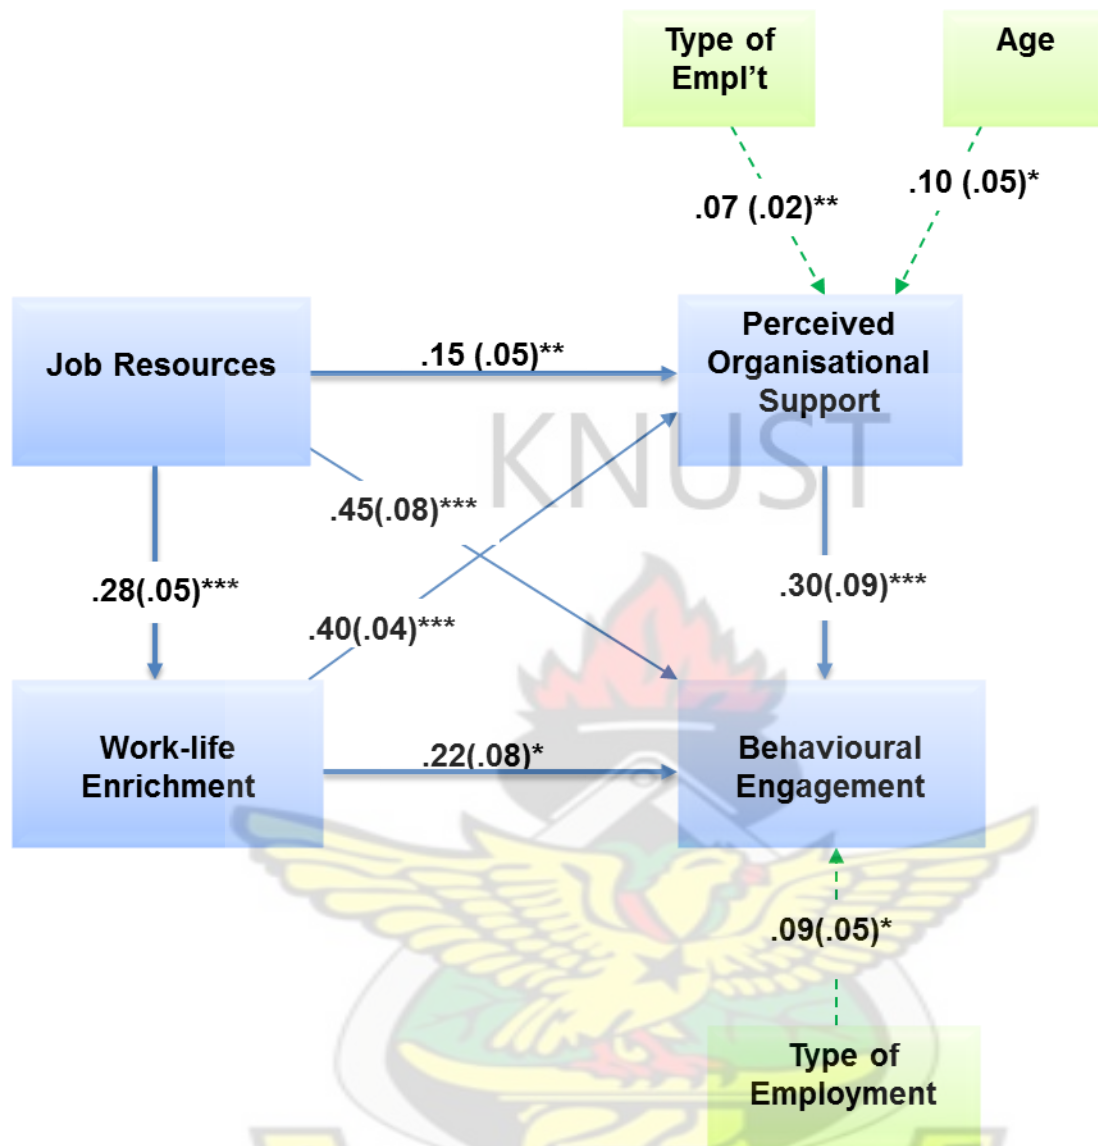 Type of
Empl't
Age
.07 (.02)**
.10 (.05)*
Job Resources
.15 (.05)**
Perceived
Organisational
Support
KNUST
.45(.08)***
.28(.05)***
.30(.09)***
.40(.04)***
Work-life
Enrichment
.22(.08)*
Behavioural
Engagement
.09(.05)*
Type of
Employment